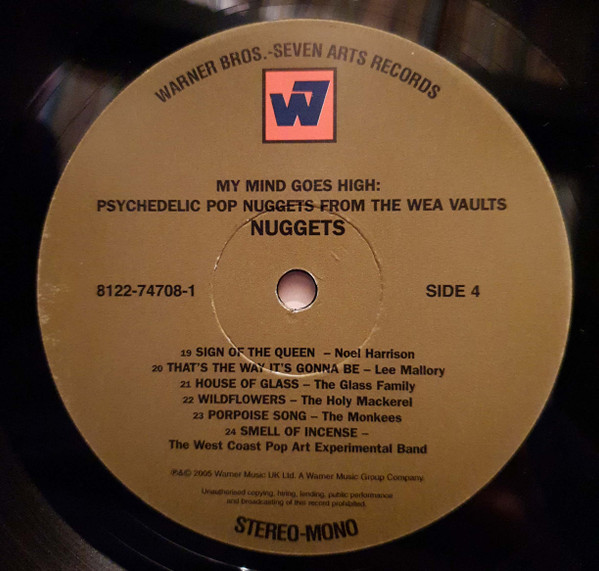 WARNER BROS.-SEVEN ARTS RECORDS
W7
MY MIND GOES HIGH:
PSYCHEDELIC POP NUGGETS FROM THE WEA VAULTS
NUGGETS
8122-74708-1 SIDE 4
19 SIGN OF THE QUEEN – Noel Harrison
20 THAT'S THE WAY IT'S GONNA BE – Lee Mallory
21 HOUSE OF GLASS – The Glass Family
22 WILDFLOWERS – The Holy Mackerel
23 PORPOISE SONG – The Monkees
24 SMELL OF INCENSE –
The West Coast Pop Art Experimental Band
℗&© 2005 Warner Music UK Ltd. A Warner Music Group Company.
Unauthorised copying, hiring, lending, public performance
and broadcasting of this record prohibited.
STEREO-MONO